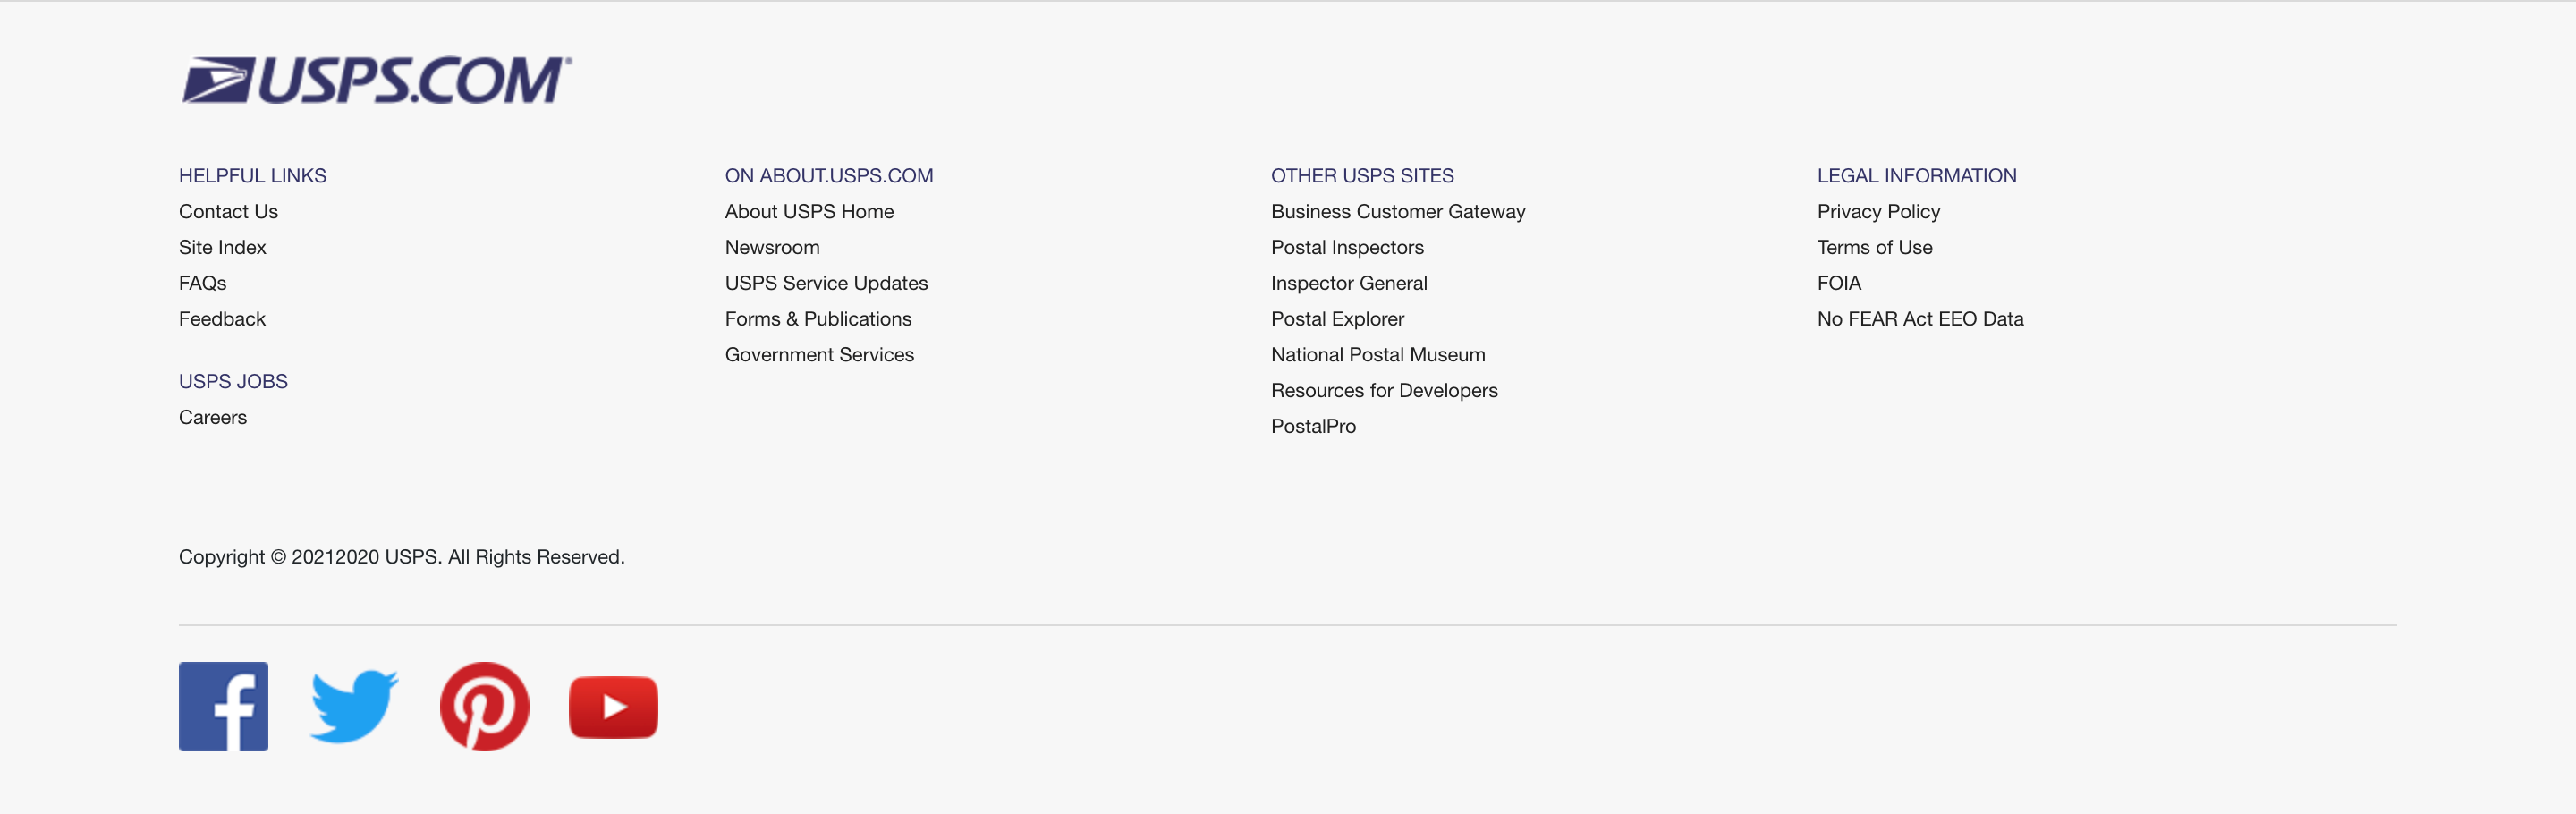 USPS.COM®
HELPFUL LINKS
Contact Us
Site Index
FAQs
Feedback
USPS JOBS
Careers
ON ABOUT.USPS.COM
About USPS Home
Newsroom
USPS Service Updates
Forms & Publications
Government Services
OTHER USPS SITES
Business Customer Gateway
Postal Inspectors
Inspector General
Postal Explorer
National Postal Museum
Resources for Developers
PostalPro
LEGAL INFORMATION
Privacy Policy
Terms of Use
FOIA
No FEAR Act EEO Data
Copyright © 20212020 USPS. All Rights Reserved.